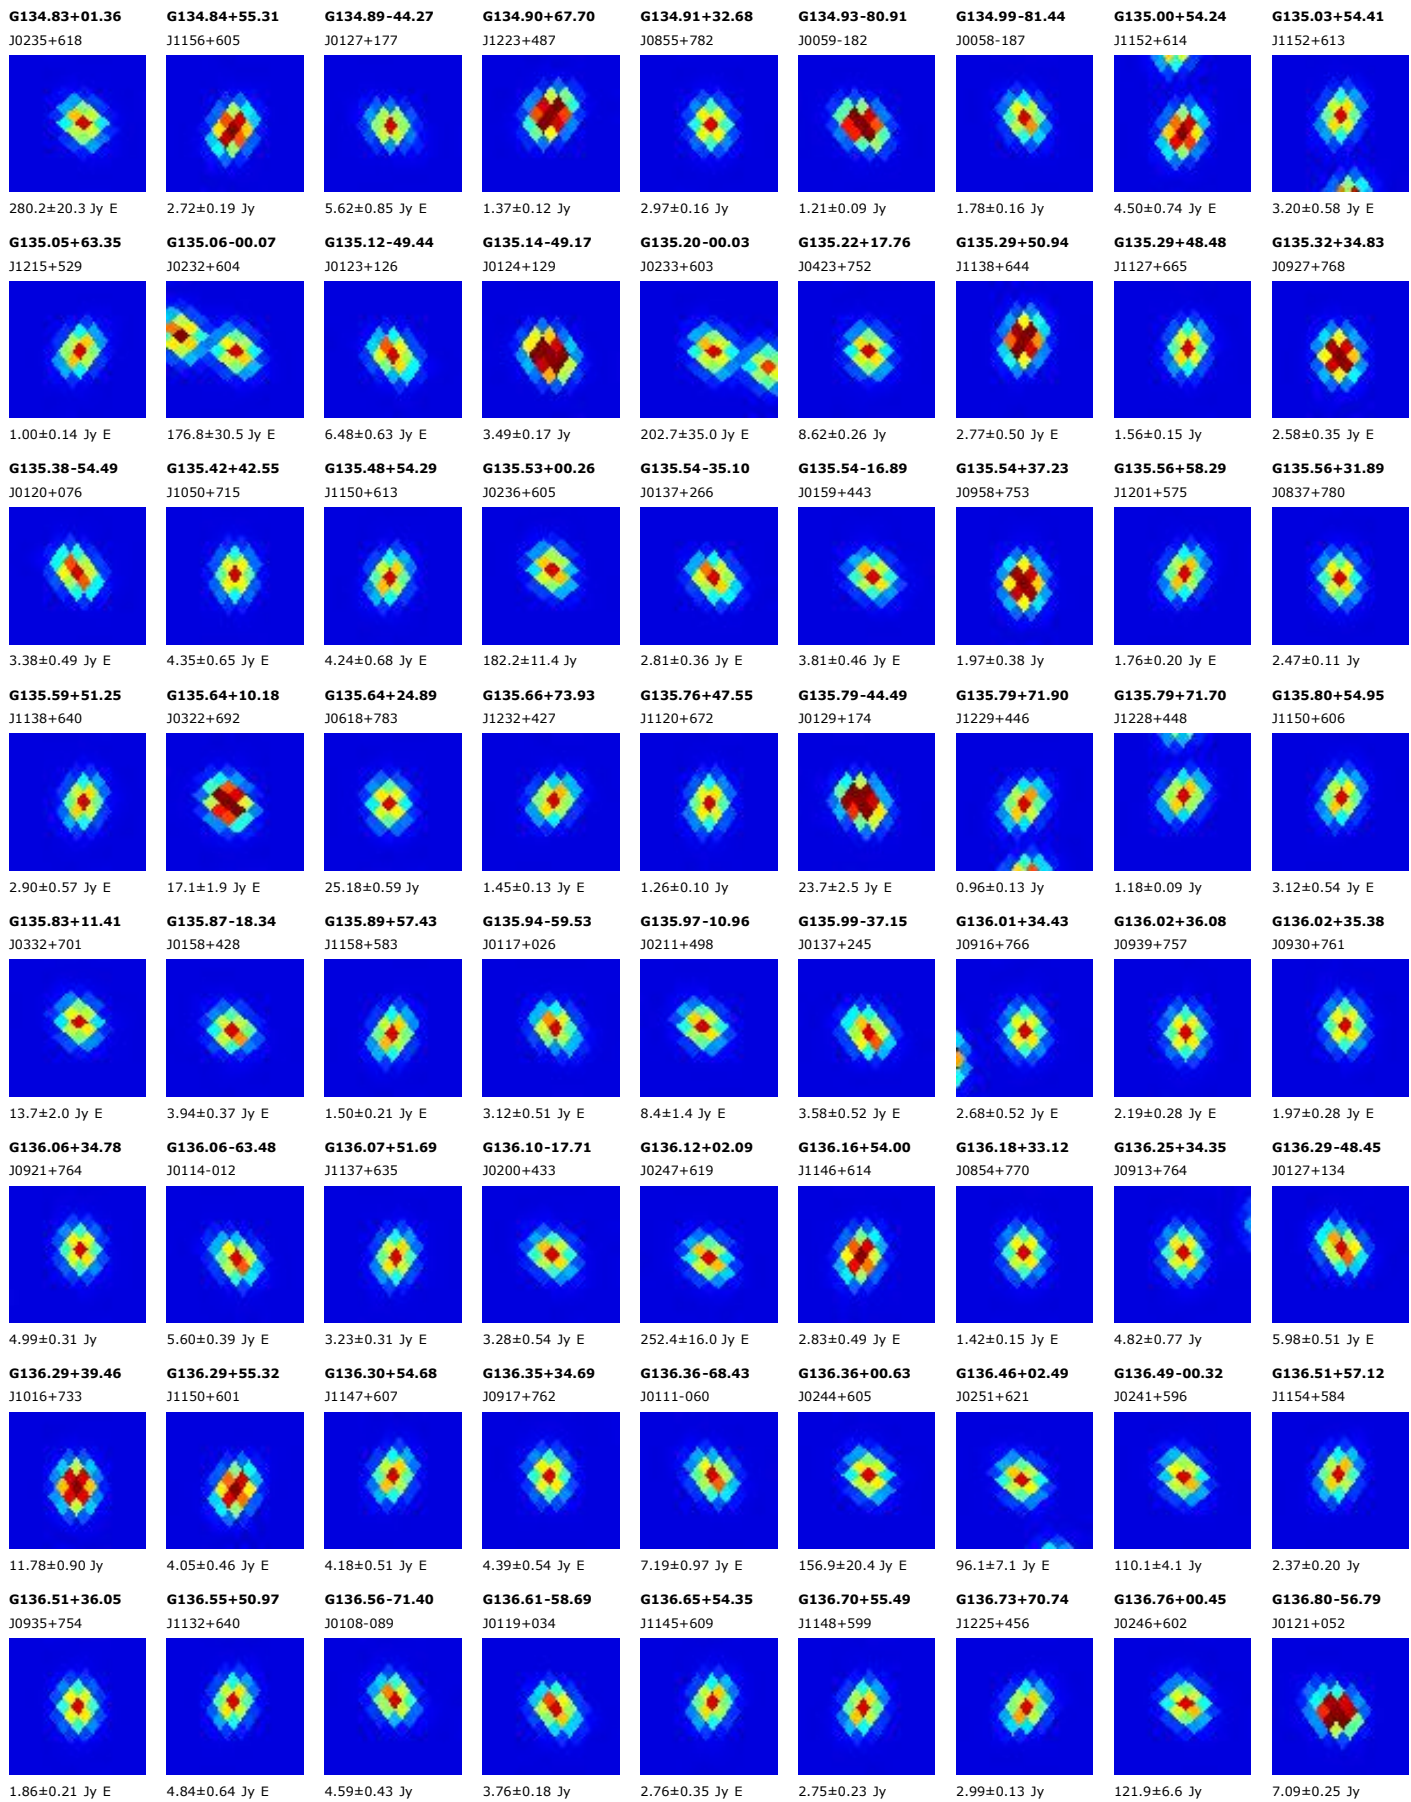 G134.83+01.36 G134.84+55.31 G134.89-44.27 G134.90+67.70 G134.91+32.68 G134.93-80.91 G134.99-81.44 G135.00+54.24 G135.03+54.41
J0235+618 J1156+605 J0127+177 J1223+487 J0855+782 J0059-182 J0058-187 J1152+614 J1152+613
280.2±20.3 Jy E 2.72±0.19 Jy 5.62±0.85 Jy E 1.37±0.12 Jy 2.97±0.16 Jy 1.21±0.09 Jy 1.78±0.16 Jy 4.50±0.74 Jy E 3.20±0.58 Jy E
G135.05+63.35 G135.06-00.07 G135.12-49.44 G135.14-49.17 G135.20-00.03 G135.22+17.76 G135.29+50.94 G135.29+48.48 G135.32+34.83
J1215+529 J0232+604 J0123+126 J0124+129 J0233+603 J0423+752 J1138+644 J1127+665 J0927+768
1.00±0.14 Jy E 176.8±30.5 Jy E 6.48±0.63 Jy E 3.49±0.17 Jy 202.7±35.0 Jy E 8.62±0.26 Jy 2.77±0.50 Jy E 1.56±0.15 Jy 2.58±0.35 Jy E
G135.38-54.49 G135.42+42.55 G135.48+54.29 G135.53+00.26 G135.54-35.10 G135.54-16.89 G135.54+37.23 G135.56+58.29 G135.56+31.89
J0120+076 J1050+715 J1150+613 J0236+605 J0137+266 J0159+443 J0958+753 J1201+575 J0837+780
3.38±0.49 Jy E 4.35±0.65 Jy E 4.24±0.68 Jy E 182.2±11.4 Jy 2.81±0.36 Jy E 3.81±0.46 Jy E 1.97±0.38 Jy 1.76±0.20 Jy E 2.47±0.11 Jy
G135.59+51.25 G135.64+10.18 G135.64+24.89 G135.66+73.93 G135.76+47.55 G135.79-44.49 G135.79+71.90 G135.79+71.70 G135.80+54.95
J1138+640 J0322+692 J0618+783 J1232+427 J1120+672 J0129+174 J1229+446 J1228+448 J1150+606
2.90±0.57 Jy E 17.1±1.9 Jy E 25.18±0.59 Jy 1.45±0.13 Jy E 1.26±0.10 Jy 23.7±2.5 Jy E 0.96±0.13 Jy 1.18±0.09 Jy 3.12±0.54 Jy E
G135.83+11.41 G135.87-18.34 G135.89+57.43 G135.94-59.53 G135.97-10.96 G135.99-37.15 G136.01+34.43 G136.02+36.08 G136.02+35.38
J0332+701 J0158+428 J1158+583 J0117+026 J0211+498 J0137+245 J0916+766 J0939+757 J0930+761
13.7±2.0 Jy E 3.94±0.37 Jy E 1.50±0.21 Jy E 3.12±0.51 Jy E 8.4±1.4 Jy E 3.58±0.52 Jy E 2.68±0.52 Jy E 2.19±0.28 Jy E 1.97±0.28 Jy E
G136.06+34.78 G136.06-63.48 G136.07+51.69 G136.10-17.71 G136.12+02.09 G136.16+54.00 G136.18+33.12 G136.25+34.35 G136.29-48.45
J0921+764 J0114-012 J1137+635 J0200+433 J0247+619 J1146+614 J0854+770 J0913+764 J0127+134
4.99±0.31 Jy 5.60±0.39 Jy E 3.23±0.31 Jy E 3.28±0.54 Jy E 252.4±16.0 Jy E 2.83±0.49 Jy E 1.42±0.15 Jy E 4.82±0.77 Jy 5.98±0.51 Jy E
G136.29+39.46 G136.29+55.32 G136.30+54.68 G136.35+34.69 G136.36-68.43 G136.36+00.63 G136.46+02.49 G136.49-00.32 G136.51+57.12
J1016+733 J1150+601 J1147+607 J0917+762 J0111-060 J0244+605 J0251+621 J0241+596 J1154+584
11.78±0.90 Jy 4.05±0.46 Jy E 4.18±0.51 Jy E 4.39±0.54 Jy E 7.19±0.97 Jy E 156.9±20.4 Jy E 96.1±7.1 Jy E 110.1±4.1 Jy 2.37±0.20 Jy
G136.51+36.05 G136.55+50.97 G136.56-71.40 G136.61-58.69 G136.65+54.35 G136.70+55.49 G136.73+70.74 G136.76+00.45 G136.80-56.79
J0935+754 J1132+640 J0108-089 J0119+034 J1145+609 J1148+599 J1225+456 J0246+602 J0121+052
1.86±0.21 Jy E 4.84±0.64 Jy E 4.59±0.43 Jy 3.76±0.18 Jy 2.76±0.35 Jy E 2.75±0.23 Jy 2.99±0.13 Jy 121.9±6.6 Jy 7.09±0.25 Jy